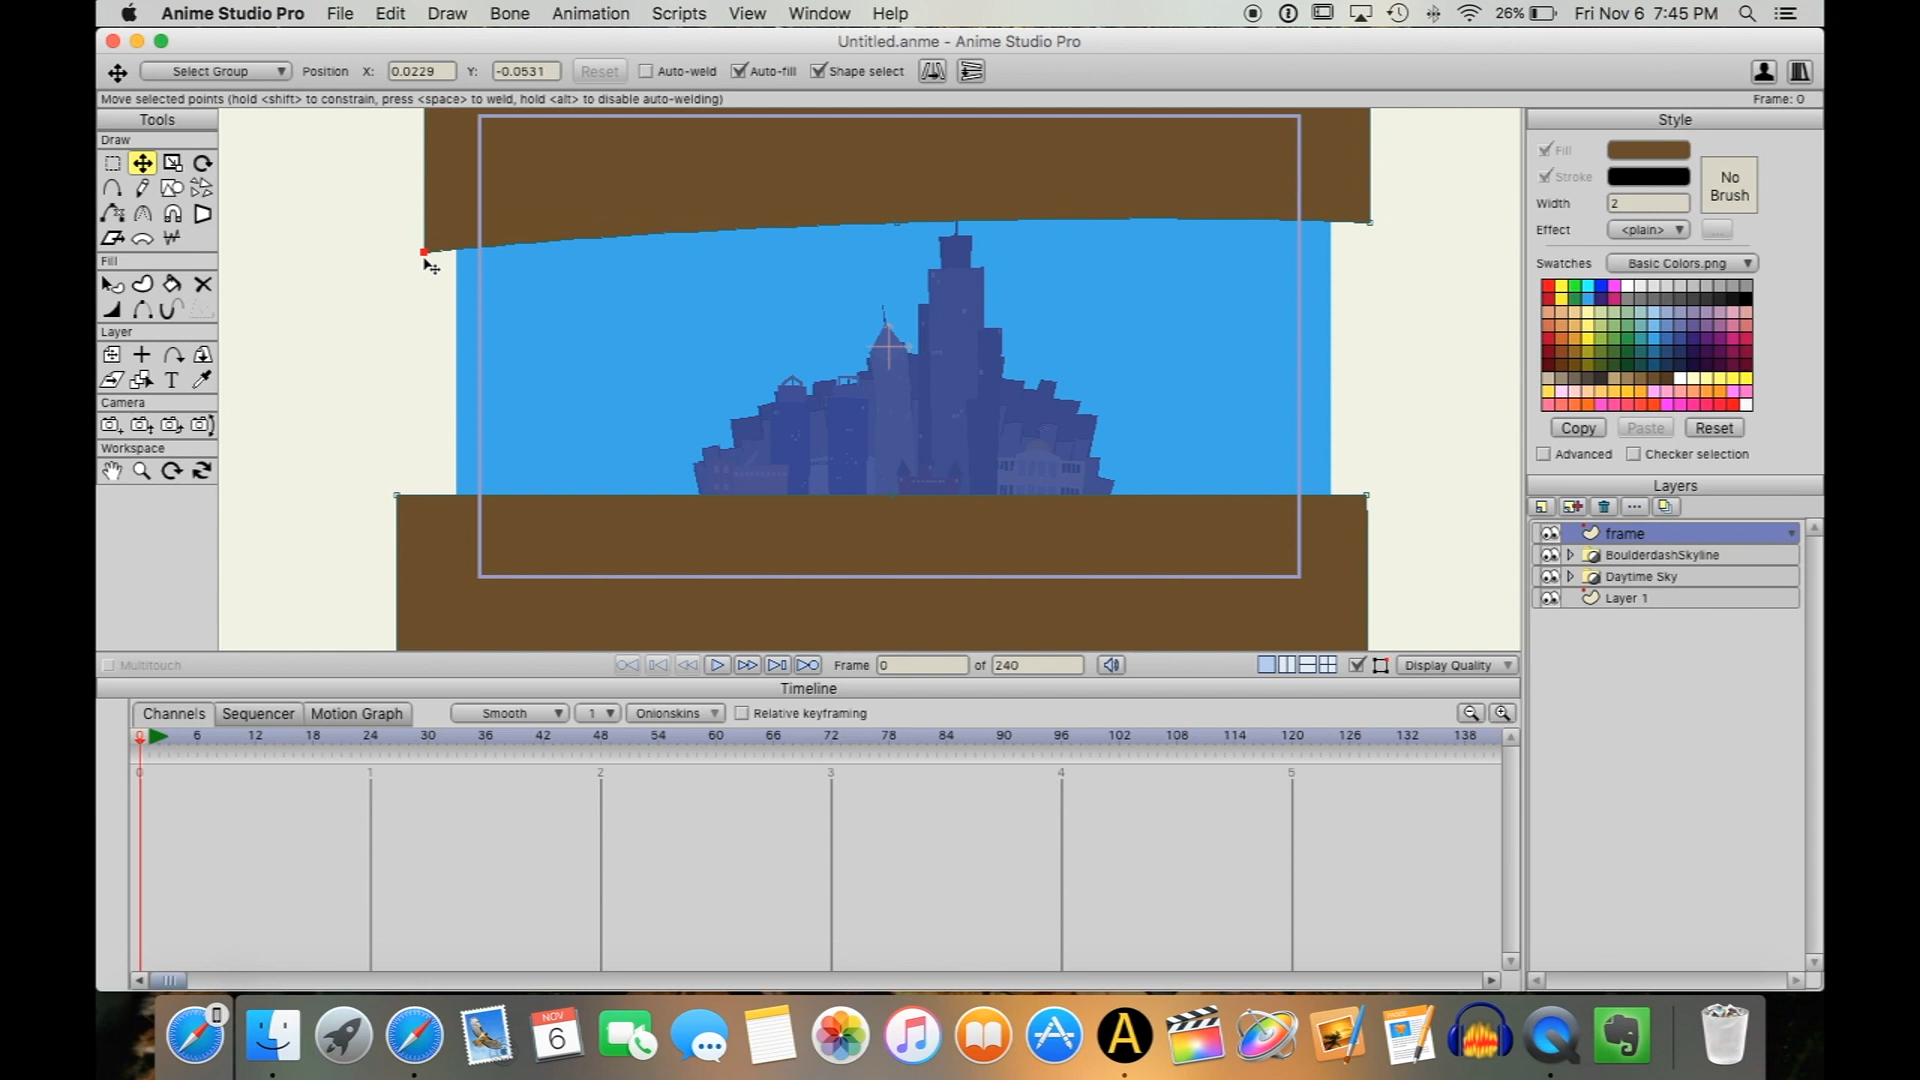 Anime Studio Pro File Edit Draw Bone Animation Scripts View Window Help 26% Fri Nov 6 7:45 PM
Untitled.anme - Anime Studio Pro
Select Group Position X: 0.0229 Y: -0.0531 Reset Auto-weld Auto-fill Shape select
Move selected points (hold <shift> to constrain, press <space> to weld, hold <alt> to disable auto-welding) Frame: 0
Tools
Draw
Fill
Layer
T
Camera
Workspace
Style
Fill
Stroke
No
Brush
Width 2
Effect <plain> ...
Swatches Basic Colors.png
Copy Paste Reset
Advanced Checker selection
Layers
frame
BoulderdashSkyline
Daytime Sky
Layer 1
Multitouch Frame 0 of 240 Display Quality
Timeline
Channels Sequencer Motion Graph Smooth 1 Onionskins Relative keyframing
0 6 12 18 24 30 36 42 48 54 60 66 72 78 84 90 96 102 108 114 120 126 132 138
0 1 2 3 4 5
NOV
6
PAGES